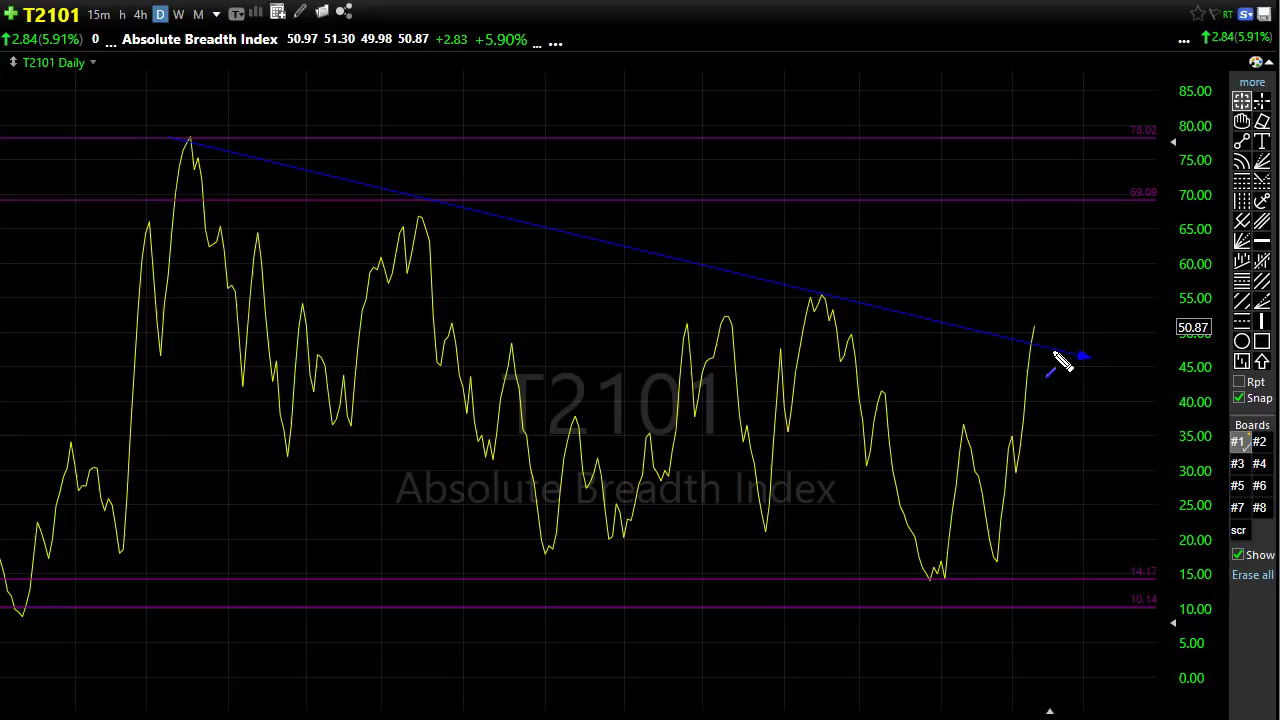 T2101 15m h 4h D W M T RT S
2.84(5.91%) 0 ... Absolute Breadth Index 50.97 51.30 49.98 50.87 +2.83 +5.90% ... ... ... 2.84(5.91%)
T2101 Daily
more
85.00
80.00
78.02
75.00
70.00
69.09
65.00
60.00
55.00
50.87
50.00
45.00
40.00
35.00
30.00
25.00
20.00
15.00
14.17
10.14
10.00
5.00
0.00
T2101
Absolute Breadth Index
T
Rpt
Snap
Boards
#1 #2
#3 #4
#5 #6
#7 #8
scr
Show
Erase all